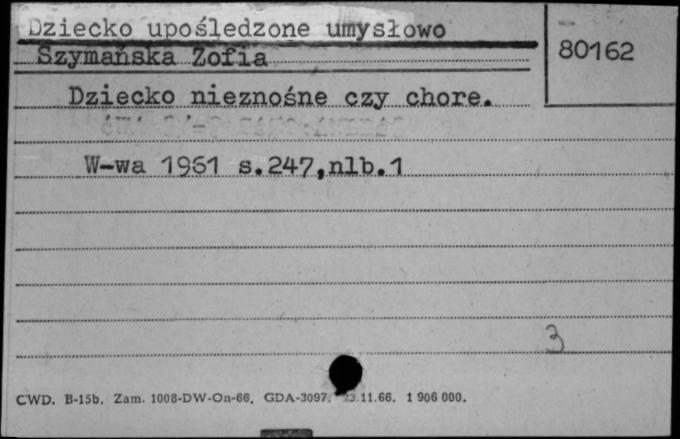 Dziecko upośledzone umysłowo
80162
Szymańska Zofia
Dziecko nieznośne czy chore.
W-wa 1961 s.247,nlb.1
3
CWD. B-15b. Zam. 1008-DW-On-66. GDA-3097. 23.11.66. 1 906 000.